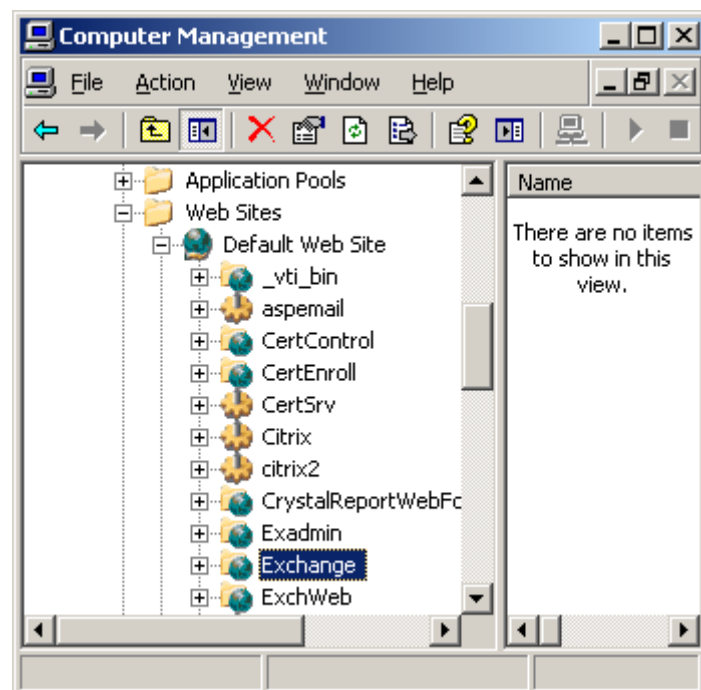 Computer Management
File Action View Window Help
Application Pools
Web Sites
Default Web Site
_vti_bin
aspemail
CertControl
CertEnroll
CertSrv
Citrix
citrix2
CrystalReportWebFo
Exadmin
Exchange
ExchWeb
Name
There are no items
to show in this
view.